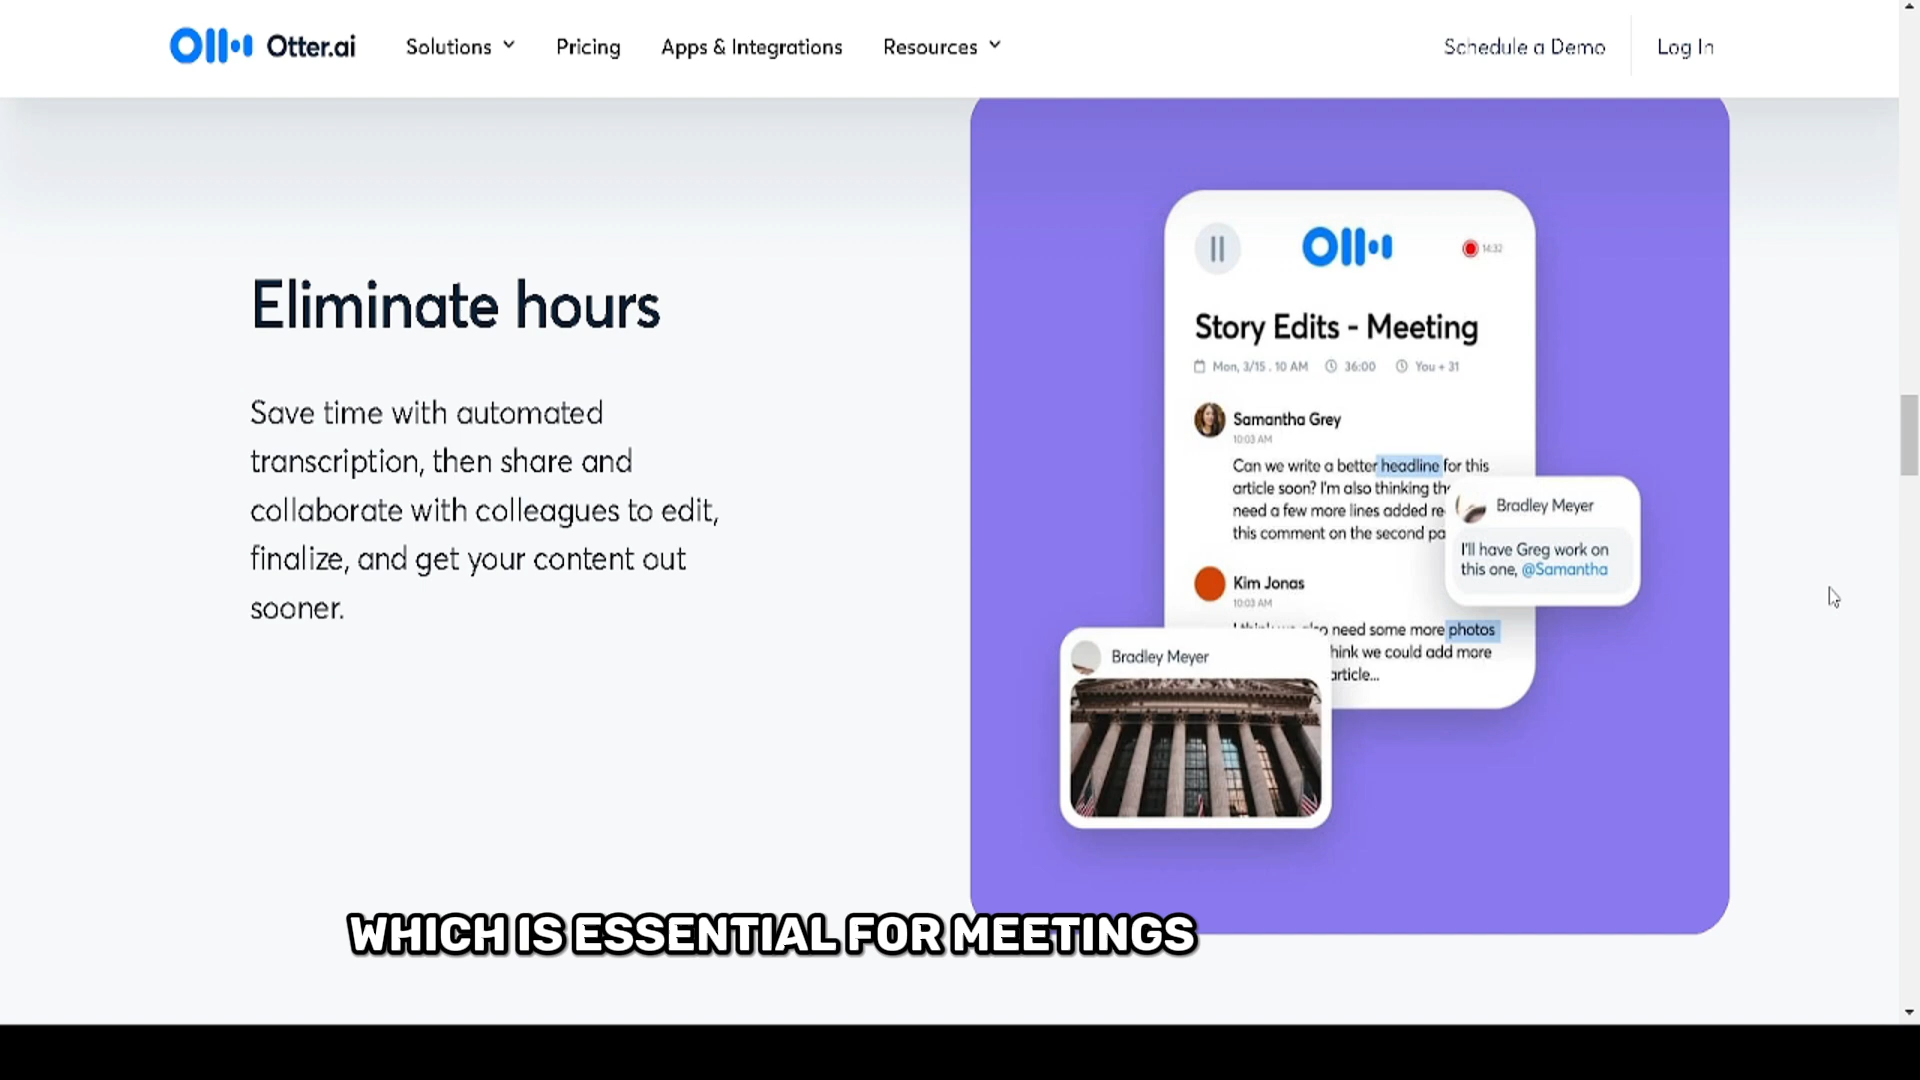 Otter.ai
Solutions
Pricing
Apps & Integrations
Resources
Schedule a Demo
Log In
Eliminate hours
Save time with automated
transcription, then share and
collaborate with colleagues to edit,
finalize, and get your content out
sooner.
14:32
Story Edits - Meeting
Mon, 3/15 . 10 AM 36:00 You + 31
Samantha Grey
10:03 AM
Can we write a better headline for this
article soon? I'm also thinking
need a few more lines added
this comment on the second
Bradley Meyer
I'll have Greg work on
this one, @Samantha
Kim Jonas
10:03 AM
need some more photos
we could add more
Bradley Meyer
WHICH IS ESSENTIAL FOR MEETINGS